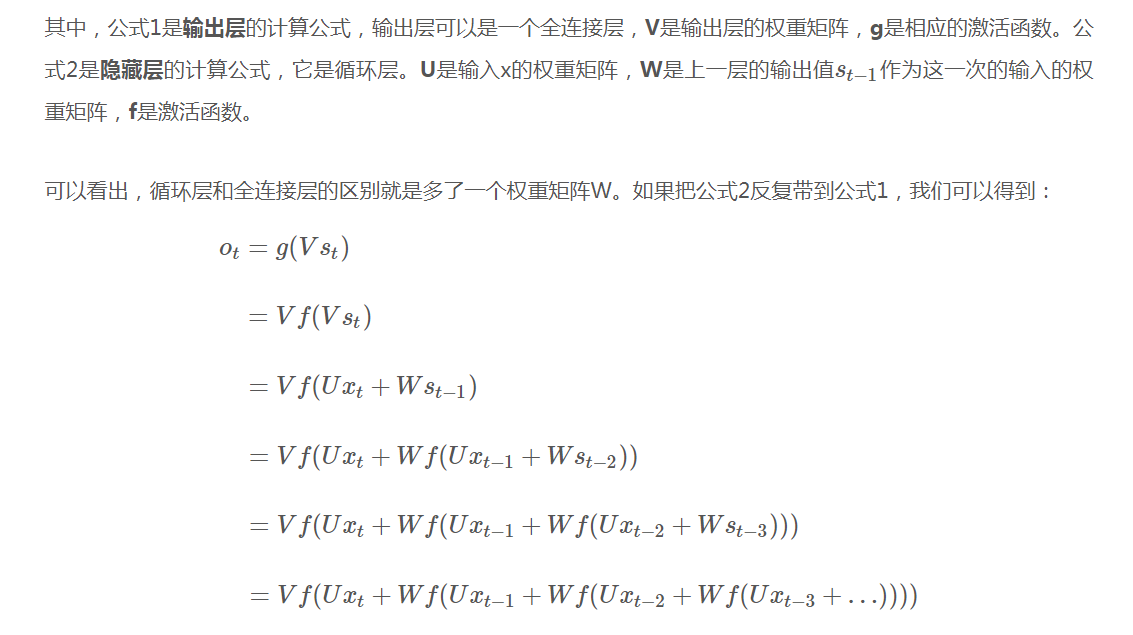 其中，公式1是输出层的计算公式，输出层可以是一个全连接层，V是输出层的权重矩阵，g是相应的激活函数。公
式2是隐藏层的计算公式，它是循环层。U是输入x的权重矩阵，W是上一层的输出值s_{t-1}作为这一次的输入的权
重矩阵，f是激活函数。
可以看出，循环层和全连接层的区别就是多了一个权重矩阵W。如果把公式2反复带到公式1，我们可以得到：
o_t = g(Vs_t)
= Vf(Vs_t)
= Vf(Ux_t + Ws_{t-1})
= Vf(Ux_t + Wf(Ux_{t-1} + Ws_{t-2}))
= Vf(Ux_t + Wf(Ux_{t-1} + Wf(Ux_{t-2} + Ws_{t-3})))
= Vf(Ux_t + Wf(Ux_{t-1} + Wf(Ux_{t-2} + Wf(Ux_{t-3} + ...))))